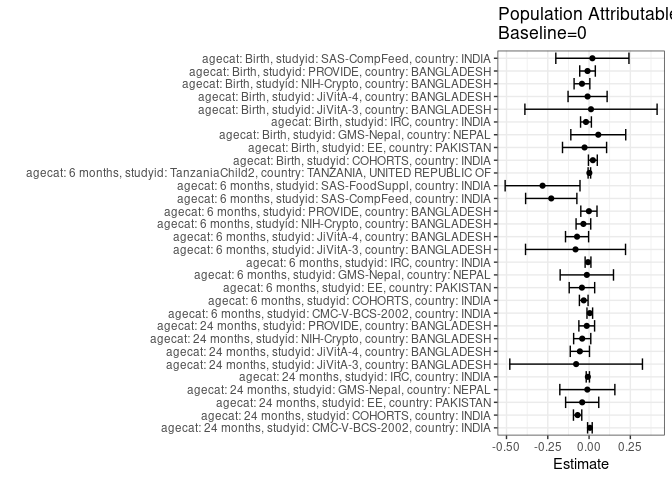 Population Attributable
Baseline=0
agecat: Birth, studyid: SAS-CompFeed, country: INDIA
agecat: Birth, studyid: PROVIDE, country: BANGLADESH
agecat: Birth, studyid: NIH-Crypto, country: BANGLADESH
agecat: Birth, studyid: JiVitA-4, country: BANGLADESH
agecat: Birth, studyid: JiVitA-3, country: BANGLADESH
agecat: Birth, studyid: IRC, country: INDIA
agecat: Birth, studyid: GMS-Nepal, country: NEPAL
agecat: Birth, studyid: EE, country: PAKISTAN
agecat: Birth, studyid: COHORTS, country: INDIA
agecat: 6 months, studyid: TanzaniaChild2, country: TANZANIA, UNITED REPUBLIC OF
agecat: 6 months, studyid: SAS-FoodSuppl, country: INDIA
agecat: 6 months, studyid: SAS-CompFeed, country: INDIA
agecat: 6 months, studyid: PROVIDE, country: BANGLADESH
agecat: 6 months, studyid: NIH-Crypto, country: BANGLADESH
agecat: 6 months, studyid: JiVitA-4, country: BANGLADESH
agecat: 6 months, studyid: JiVitA-3, country: BANGLADESH
agecat: 6 months, studyid: IRC, country: INDIA
agecat: 6 months, studyid: GMS-Nepal, country: NEPAL
agecat: 6 months, studyid: EE, country: PAKISTAN
agecat: 6 months, studyid: COHORTS, country: INDIA
agecat: 6 months, studyid: CMC-V-BCS-2002, country: INDIA
agecat: 24 months, studyid: PROVIDE, country: BANGLADESH
agecat: 24 months, studyid: NIH-Crypto, country: BANGLADESH
agecat: 24 months, studyid: JiVitA-4, country: BANGLADESH
agecat: 24 months, studyid: JiVitA-3, country: BANGLADESH
agecat: 24 months, studyid: IRC, country: INDIA
agecat: 24 months, studyid: GMS-Nepal, country: NEPAL
agecat: 24 months, studyid: EE, country: PAKISTAN
agecat: 24 months, studyid: COHORTS, country: INDIA
agecat: 24 months, studyid: CMC-V-BCS-2002, country: INDIA
-0.50 -0.25 0.00 0.25
Estimate